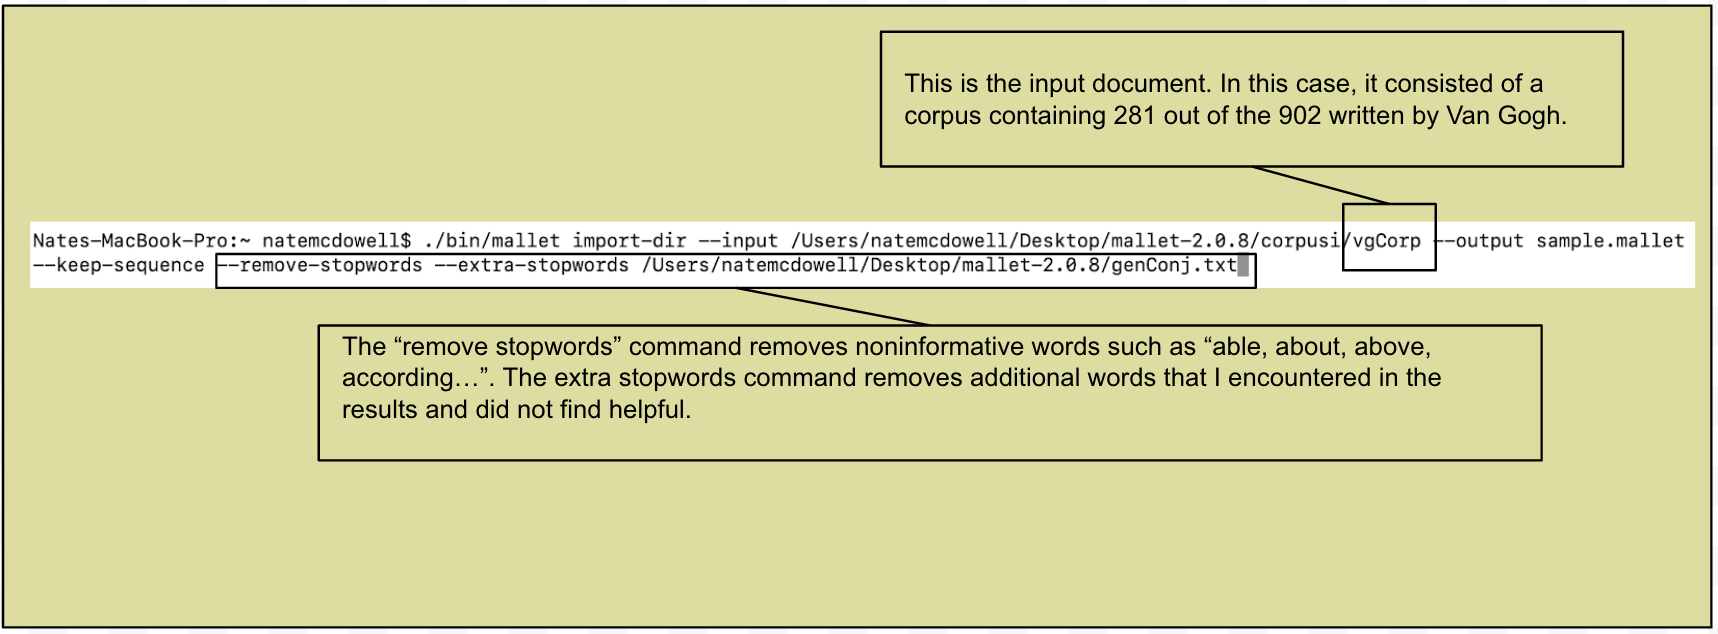 This is the input document. In this case, it consisted of a
corpus containing 281 out of the 902 written by Van Gogh.
Nates-MacBook-Pro:~ natemcdowell$ ./bin/mallet import-dir --input /Users/natemcdowell/Desktop/mallet-2.0.8/corpusi/vgCorp --output sample.mallet
--keep-sequence --remove-stopwords --extra-stopwords /Users/natemcdowell/Desktop/mallet-2.0.8/genConj.txt
The “remove stopwords” command removes noninformative words such as “able, about, above,
according…”. The extra stopwords command removes additional words that I encountered in the
results and did not find helpful.